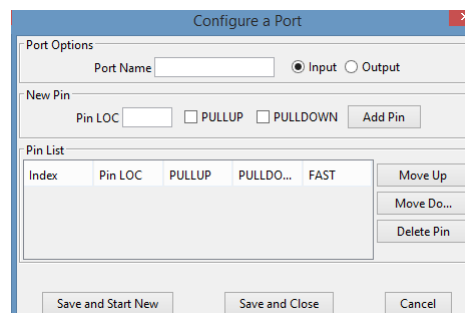 Configure a Port
Port Options
Port Name Input Output
New Pin
Pin LOC PULLUP PULLDOWN Add Pin
Pin List
Index Pin LOC PULLUP PULLDO... FAST Move Up
Move Do...
Delete Pin
Save and Start New Save and Close Cancel